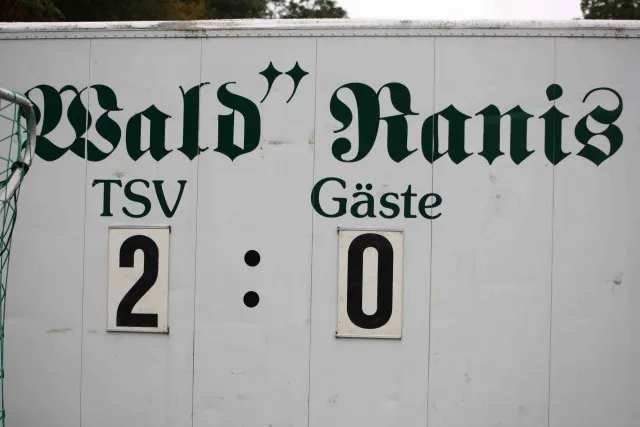 Wald” Ranis
TSV Gäste
2 : 0